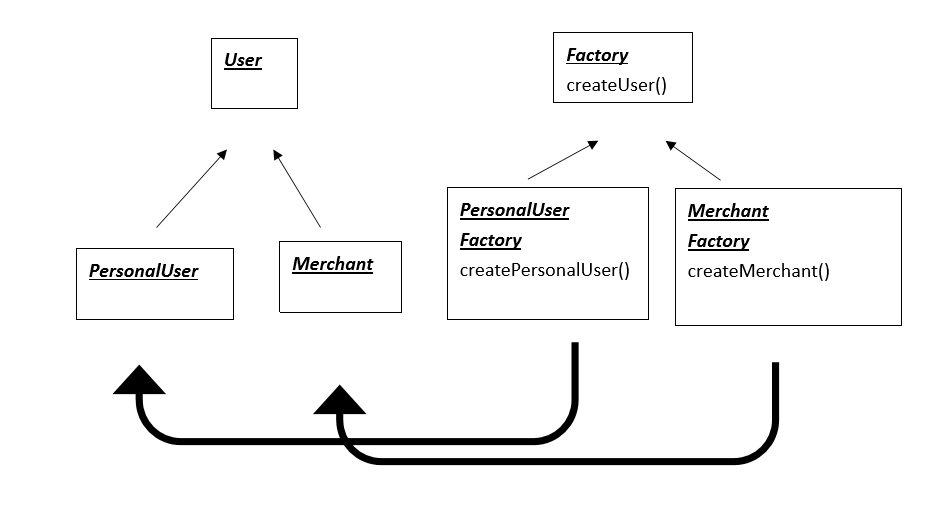 User
Factory
createUser()
PersonalUser
Merchant
PersonalUser
Factory
createPersonalUser()
Merchant
Factory
createMerchant()